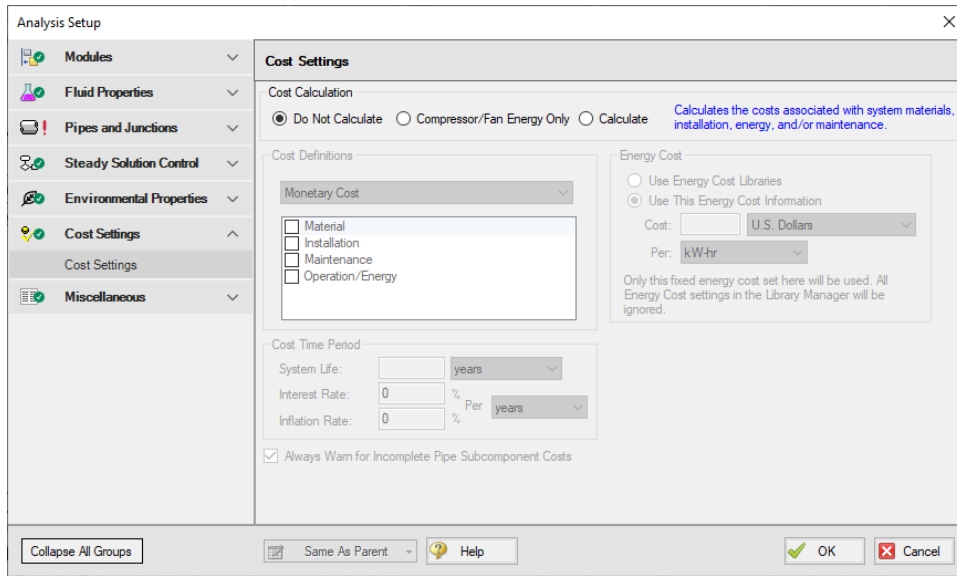 Analysis Setup
Modules
Fluid Properties
Pipes and Junctions
Steady Solution Control
Environmental Properties
Cost Settings
Cost Settings
Miscellaneous
Collapse All Groups
Cost Settings
Cost Calculation
Do Not Calculate Compressor/Fan Energy Only Calculate
Calculates the costs associated with system materials,
installation, energy, and/or maintenance.
Cost Definitions
Monetary Cost
Material
Installation
Maintenance
Operation/Energy
Energy Cost
Use Energy Cost Libraries
Use This Energy Cost Information
Cost: U.S. Dollars
Per: kW-hr
Only this fixed energy cost set here will be used. All
Energy Cost settings in the Library Manager will be
ignored.
Cost Time Period
System Life: years
Interest Rate: 0 %
Per years
Inflation Rate: 0 %
Always Warn for Incomplete Pipe Subcomponent Costs
Same As Parent Help OK Cancel